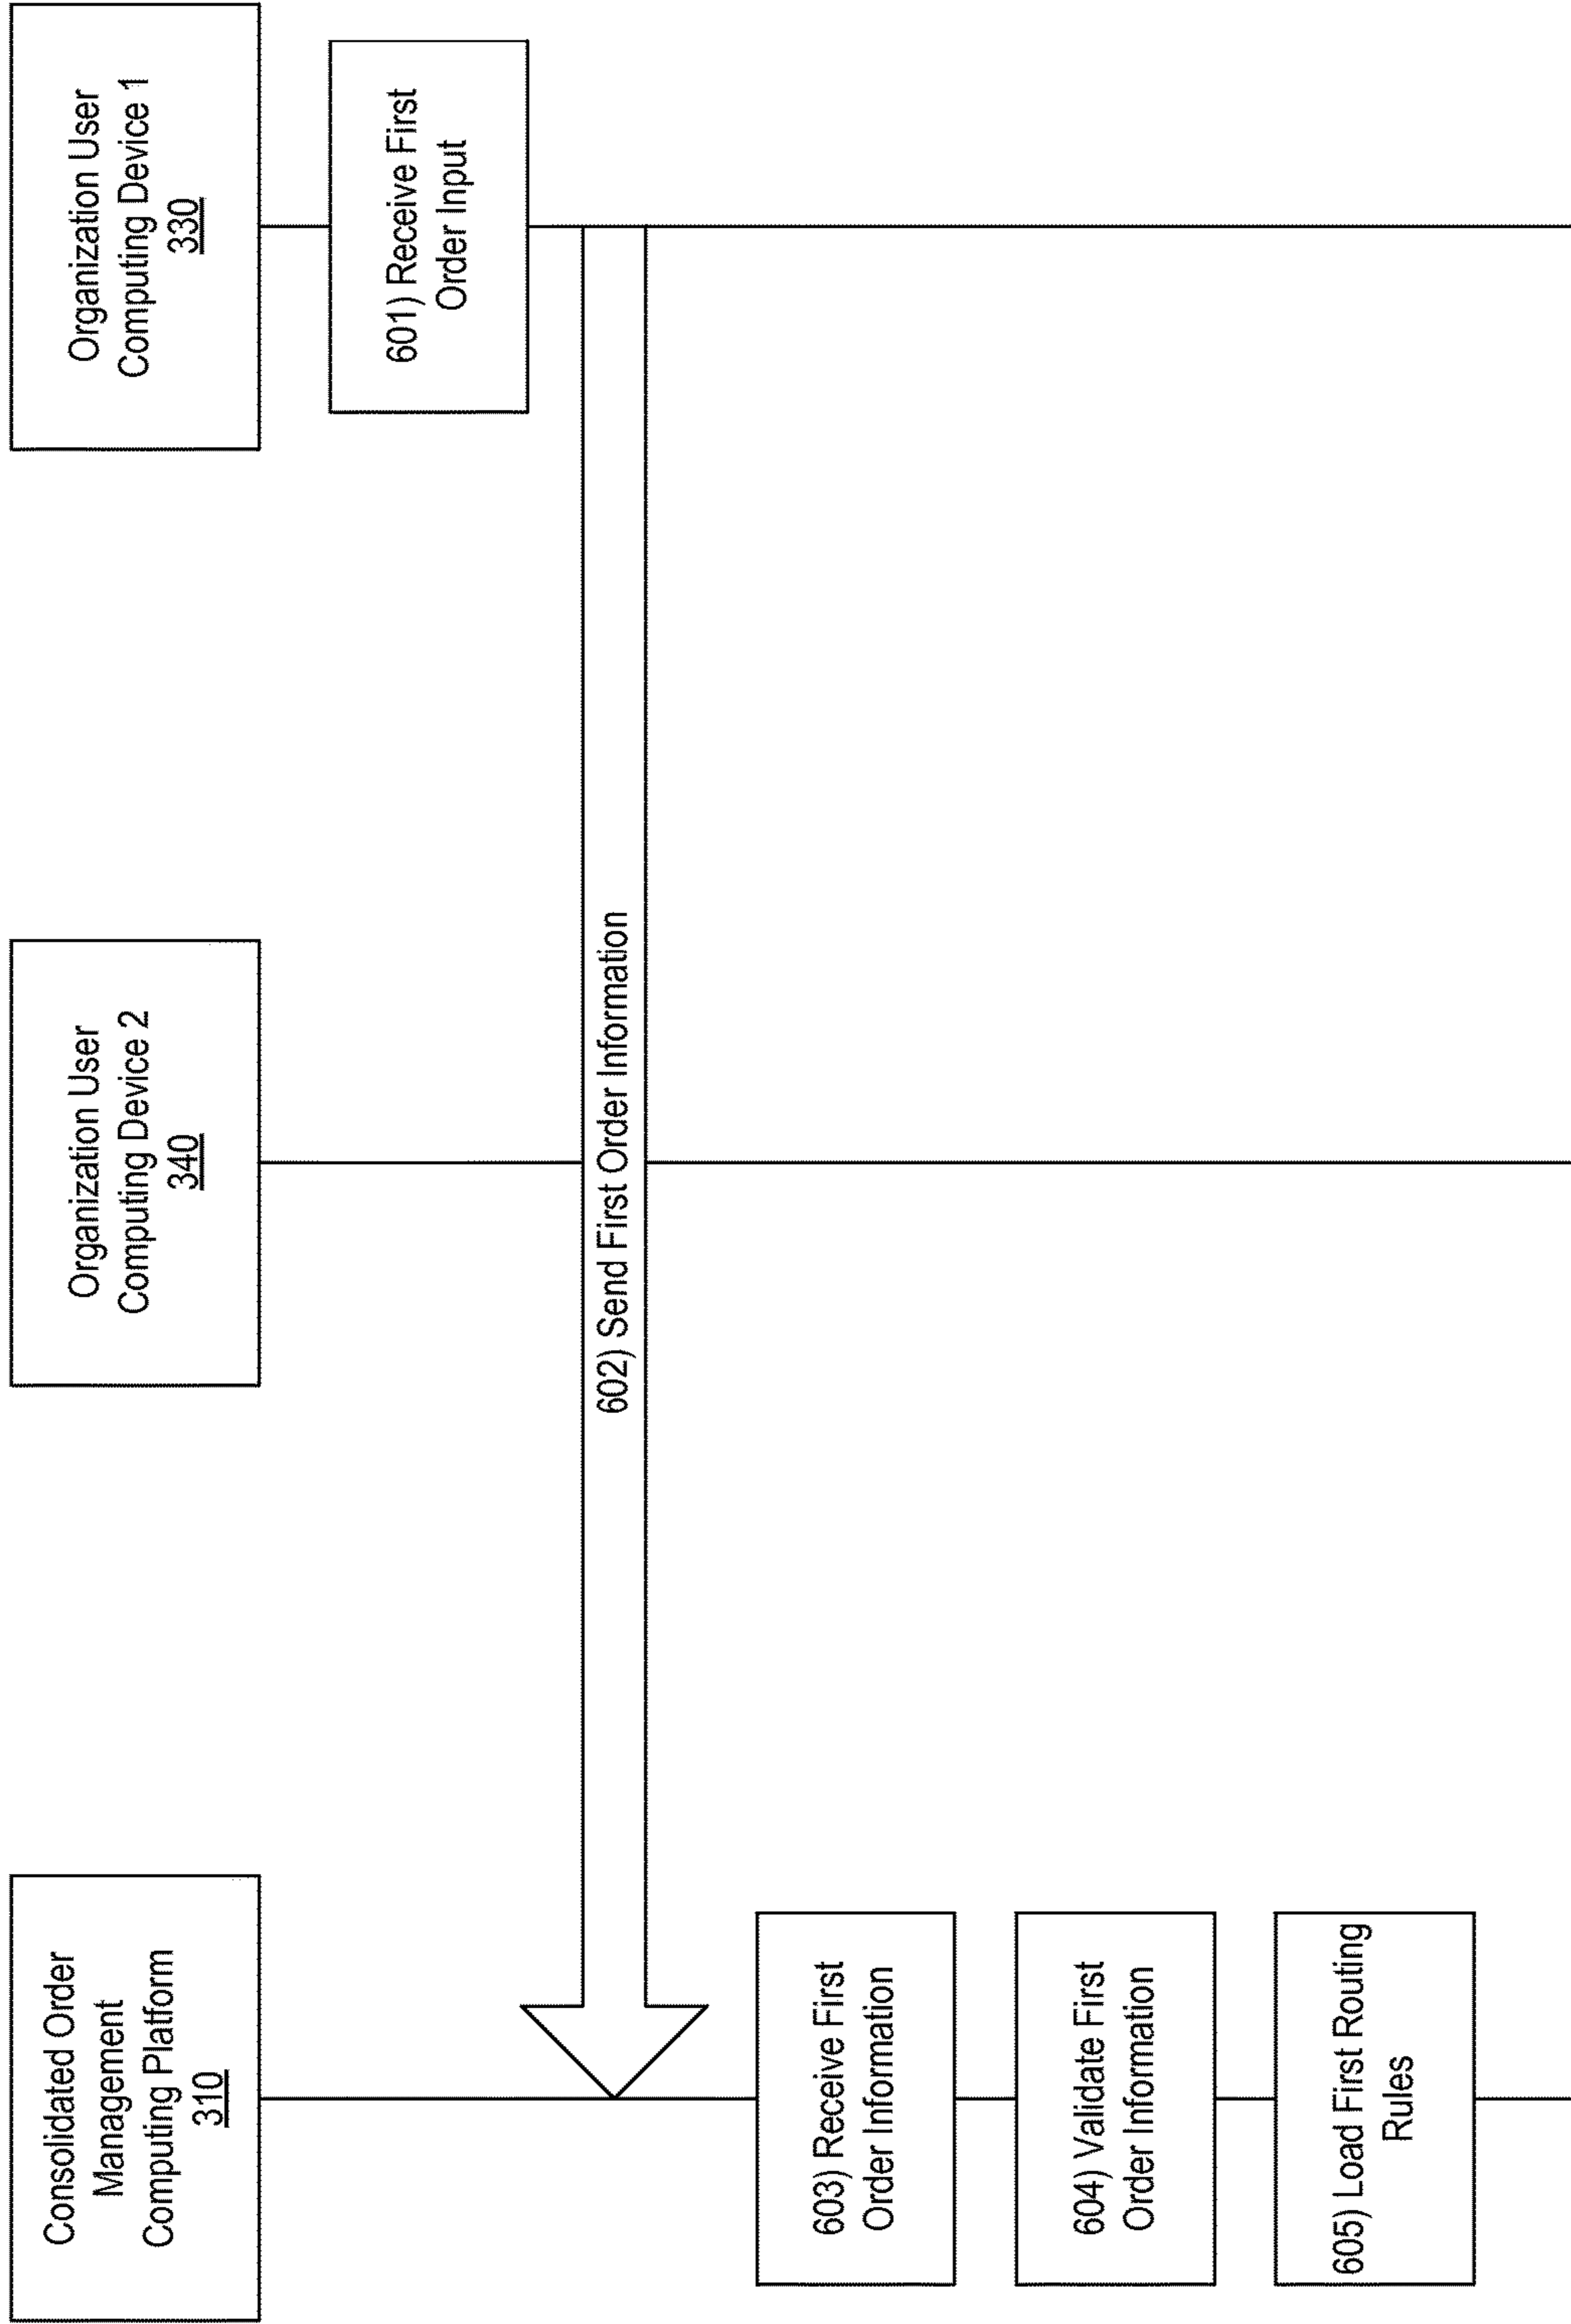 Consolidated Order
Management
Computing Platform
310
Organization User
Computing Device 2
340
Organization User
Computing Device 1
330
601) Receive First
Order Input
602) Send First Order Information
603) Receive First
Order Information
604) Validate First
Order Information
605) Load First Routing
Rules